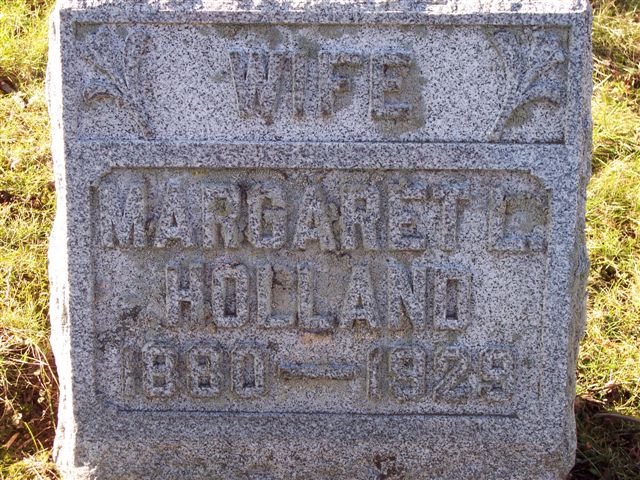 WIFE
MARGARET L.
HOLLAND
1880—1929